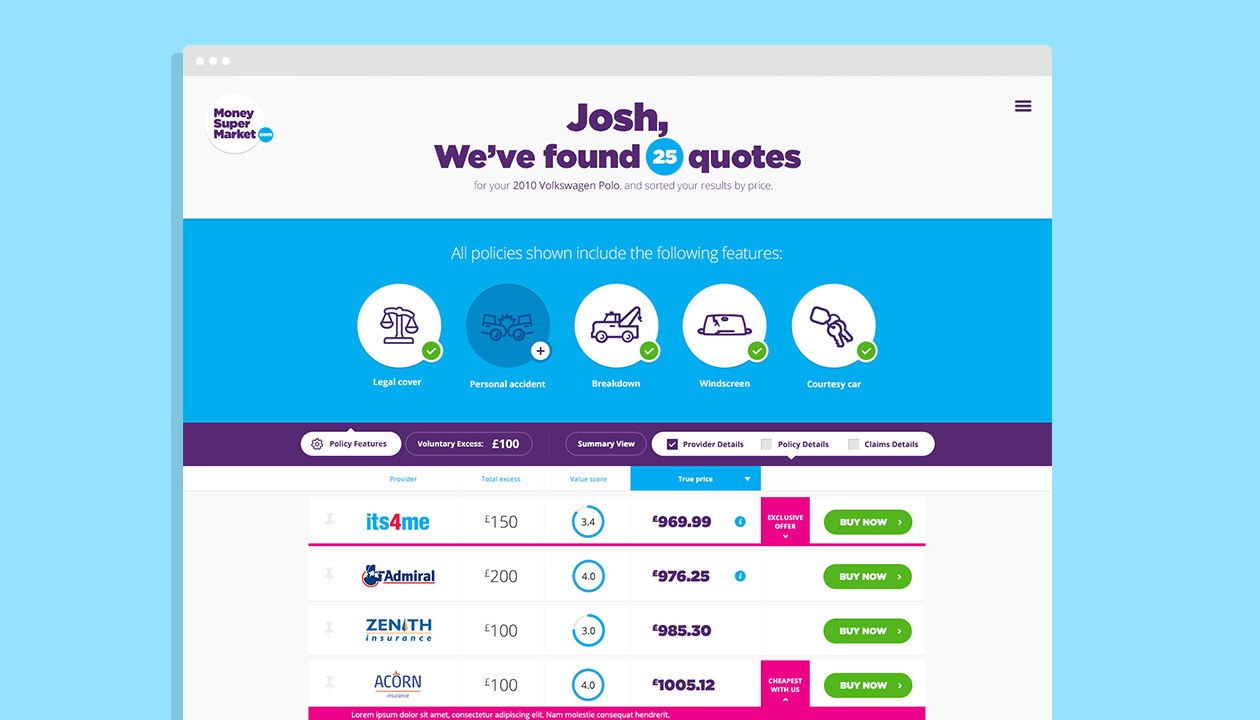 Money
Super
Market com
Josh,
We've found 25 quotes
for your 2010 Volkswagen Polo, and sorted your results by price.
All policies shown include the following features:
Legal cover
Personal accident
Breakdown
Windscreen
Courtesy car
Policy Features Voluntary Excess: £100 Summary View Provider Details Policy Details Claims Details
Provider Total excess Value score True price
its4me £150 3.4 £969.99 i EXCLUSIVE OFFER BUY NOW
Admiral £200 4.0 £976.25 i BUY NOW
ZENITH insurance £100 3.0 £985.30 BUY NOW
ACORN insurance £100 4.0 £1005.12 CHEAPEST WITH US BUY NOW
Lorem ipsum dolor sit amet, consectetur adipiscing elit. Nam molestie consequat hendrerit.